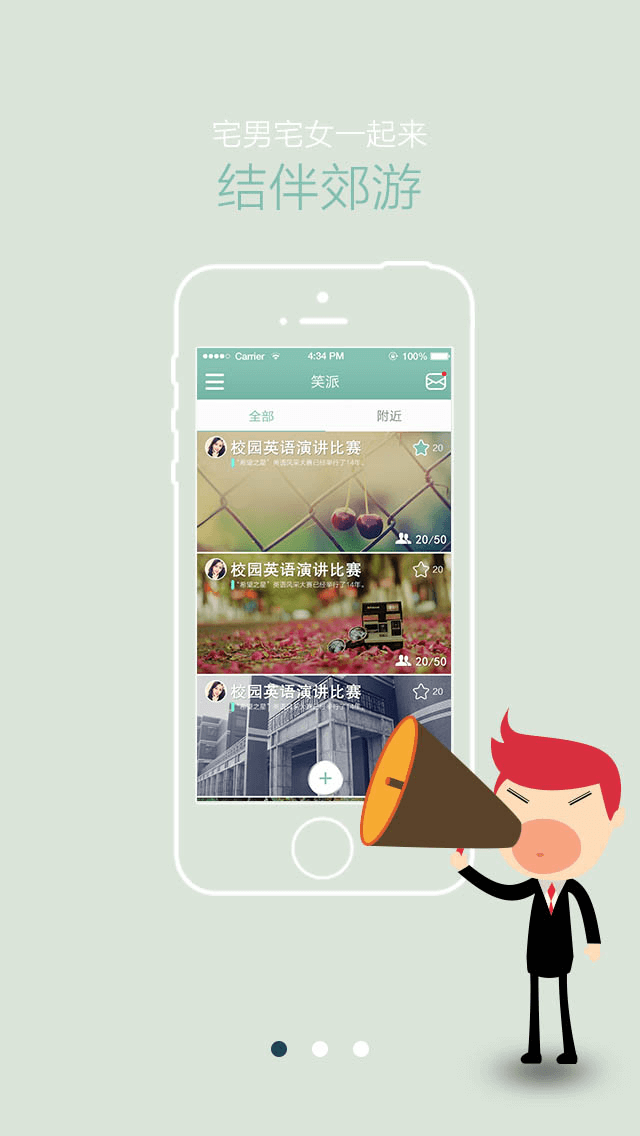 宅男宅女一起来
结伴郊游
Carrier 4:34 PM 100%
笑派
全部 附近
校园英语演讲比赛 20
“希望之星”英语风采大赛已经举行了14年。
20/50
校园英语演讲比赛 20
“希望之星”英语风采大赛已经举行了14年。
20/50
校园英语演讲比赛 20
“希望之星”英语风采大赛已经举行了14年。